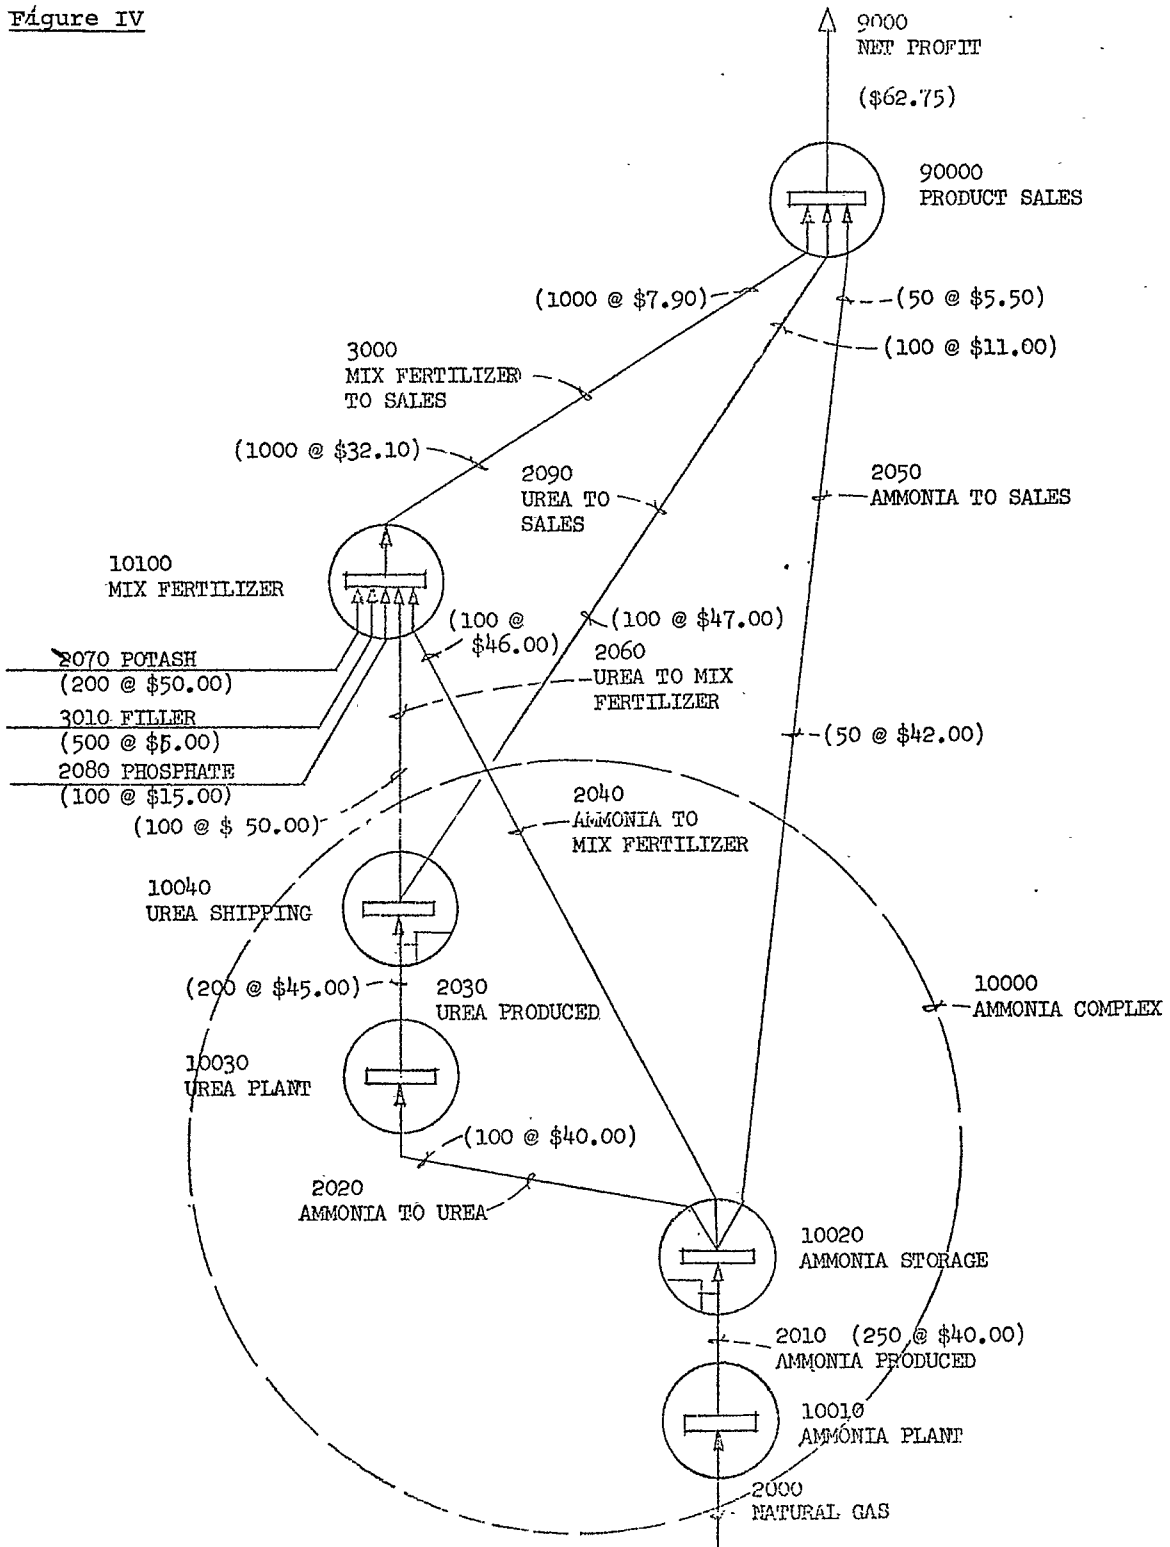 Figure IV
9000
NET PROFIT
($62.75)
90000
PRODUCT SALES
(1000 @ $7.90)
(50 @ $5.50)
(100 @ $11.00)
3000
MIX FERTILIZER
TO SALES
(1000 @ $32.10)
2090
UREA TO
SALES
2050
AMMONIA TO SALES
10100
MIX FERTILIZER
(100 @
$46.00)
(100 @ $47.00)
2060
UREA TO MIX
FERTILIZER
2070 POTASH
(200 @ $50.00)
3010 FILLER
(500 @ $5.00)
2080 PHOSPHATE
(100 @ $15.00)
(100 @ $ 50.00)
(50 @ $42.00)
2040
AMMONIA TO
MIX FERTILIZER
10040
UREA SHIPPING
(200 @ $45.00)
2030
UREA PRODUCED
10000
AMMONIA COMPLEX
10030
UREA PLANT
(100 @ $40.00)
2020
AMMONIA TO UREA
10020
AMMONIA STORAGE
2010 (250 @ $40.00)
AMMONIA PRODUCED
10010
AMMONIA PLANT
2000
NATURAL GAS